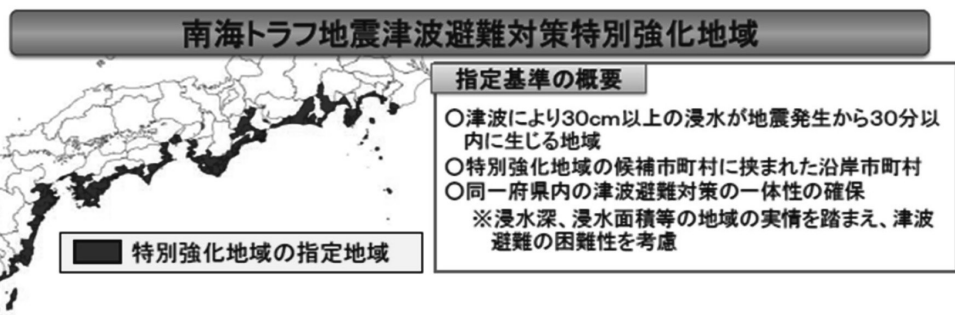 南海トラフ地震津波避難対策特別強化地域
指定基準の概要
○津波により30cm以上の浸水が地震発生から30分以
内に生じる地域
○特別強化地域の候補市町村に挟まれた沿岸市町村
○同一府県内の津波避難対策の一体性の確保
※浸水深、浸水面積等の地域の実情を踏まえ、津波
避難の困難性を考慮
特別強化地域の指定地域